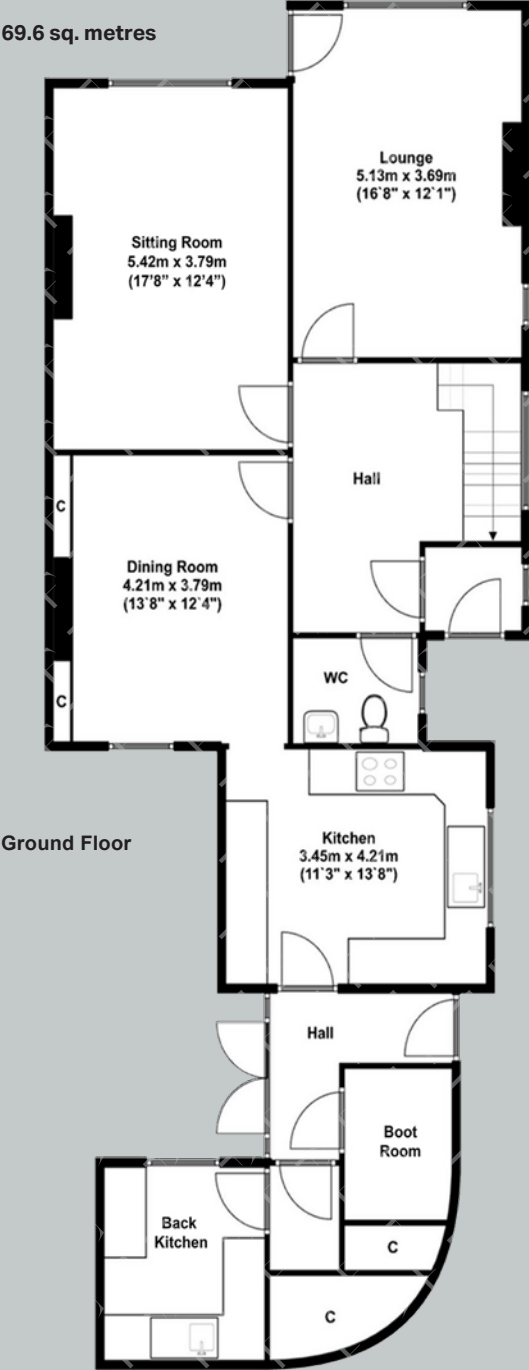 69.6 sq. metres
Lounge
5.13m x 3.69m
(16`8" x 12`1")
Sitting Room
5.42m x 3.79m
(17'8” x 12’4”)
Hall
C
Dining Room
4.21m x 3.79m
(13`8" x 12`4")
C
WC
Ground Floor
Kitchen
3.45m x 4.21m
(11`3" x 13`8")
Hall
Boot
Room
Back
Kitchen
C
C